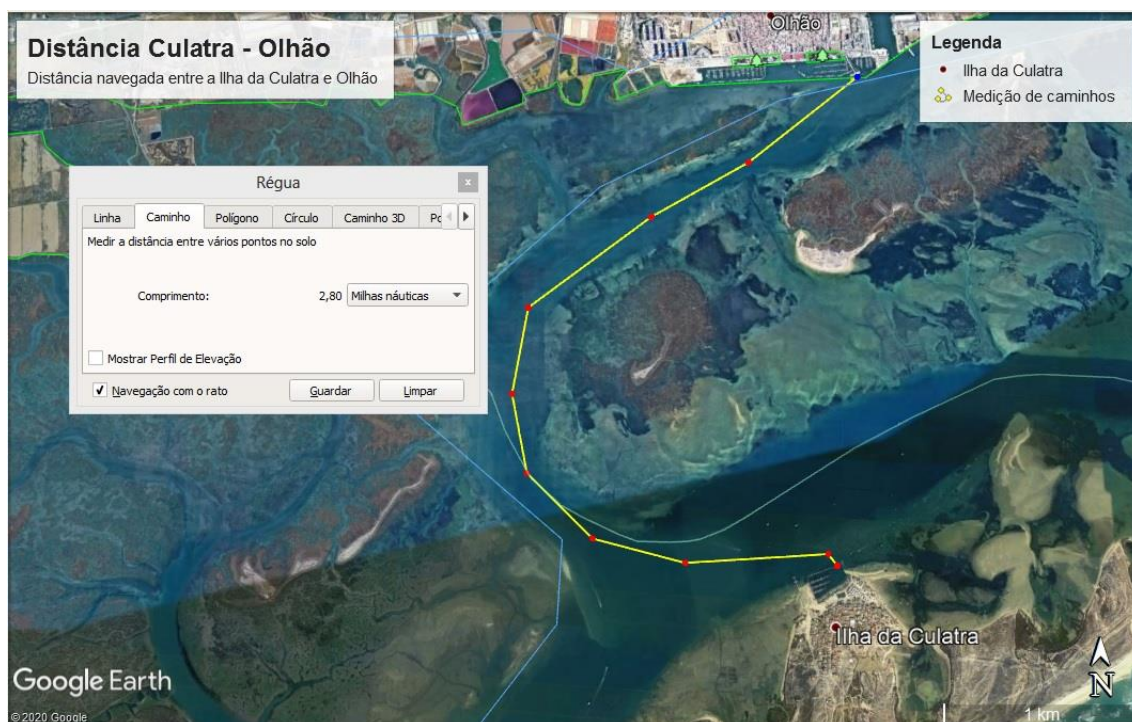 Distância Culatra - Olhão
Distância navegada entre a Ilha da Culatra e Olhão
Olhão
Legenda
Ilha da Culatra
Medição de caminhos
Régua
x
Linha Caminho Polígono Círculo Caminho 3D
Medir a distância entre vários pontos no solo
Comprimento: 2,80 Milhas náuticas
Mostrar Perfil de Elevação
Navegação com o rato Guardar Limpar
Ilha da Culatra
N
Google Earth
© 2020 Google
1 km